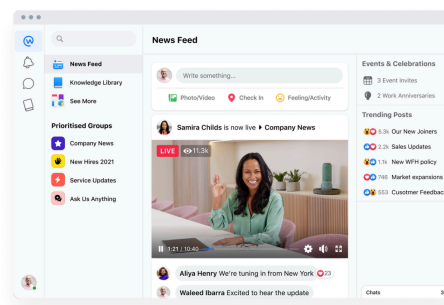 News Feed
Knowledge Library
See More
Prioritised Groups
Company News
New Hires 2021
Service Updates
Ask Us Anything
News Feed
Write something...
Photo/Video
Check In
Feeling/Activity
Samira Childs is now live ▸ Company News
LIVE
11.3k
1:21 / 10:40
Aliya Henry We're tuning in from New York
23
Waleed Ibarra Excited to hear the update
Events & Celebrations
3 Event Invites
2 Work Anniversaries
Trending Posts
5.3k Our New Joiners
2.2k Sales Updates
1.1k New WFH policy
746 Market expansions
553 Cusotmer Feedbac
Chats
3